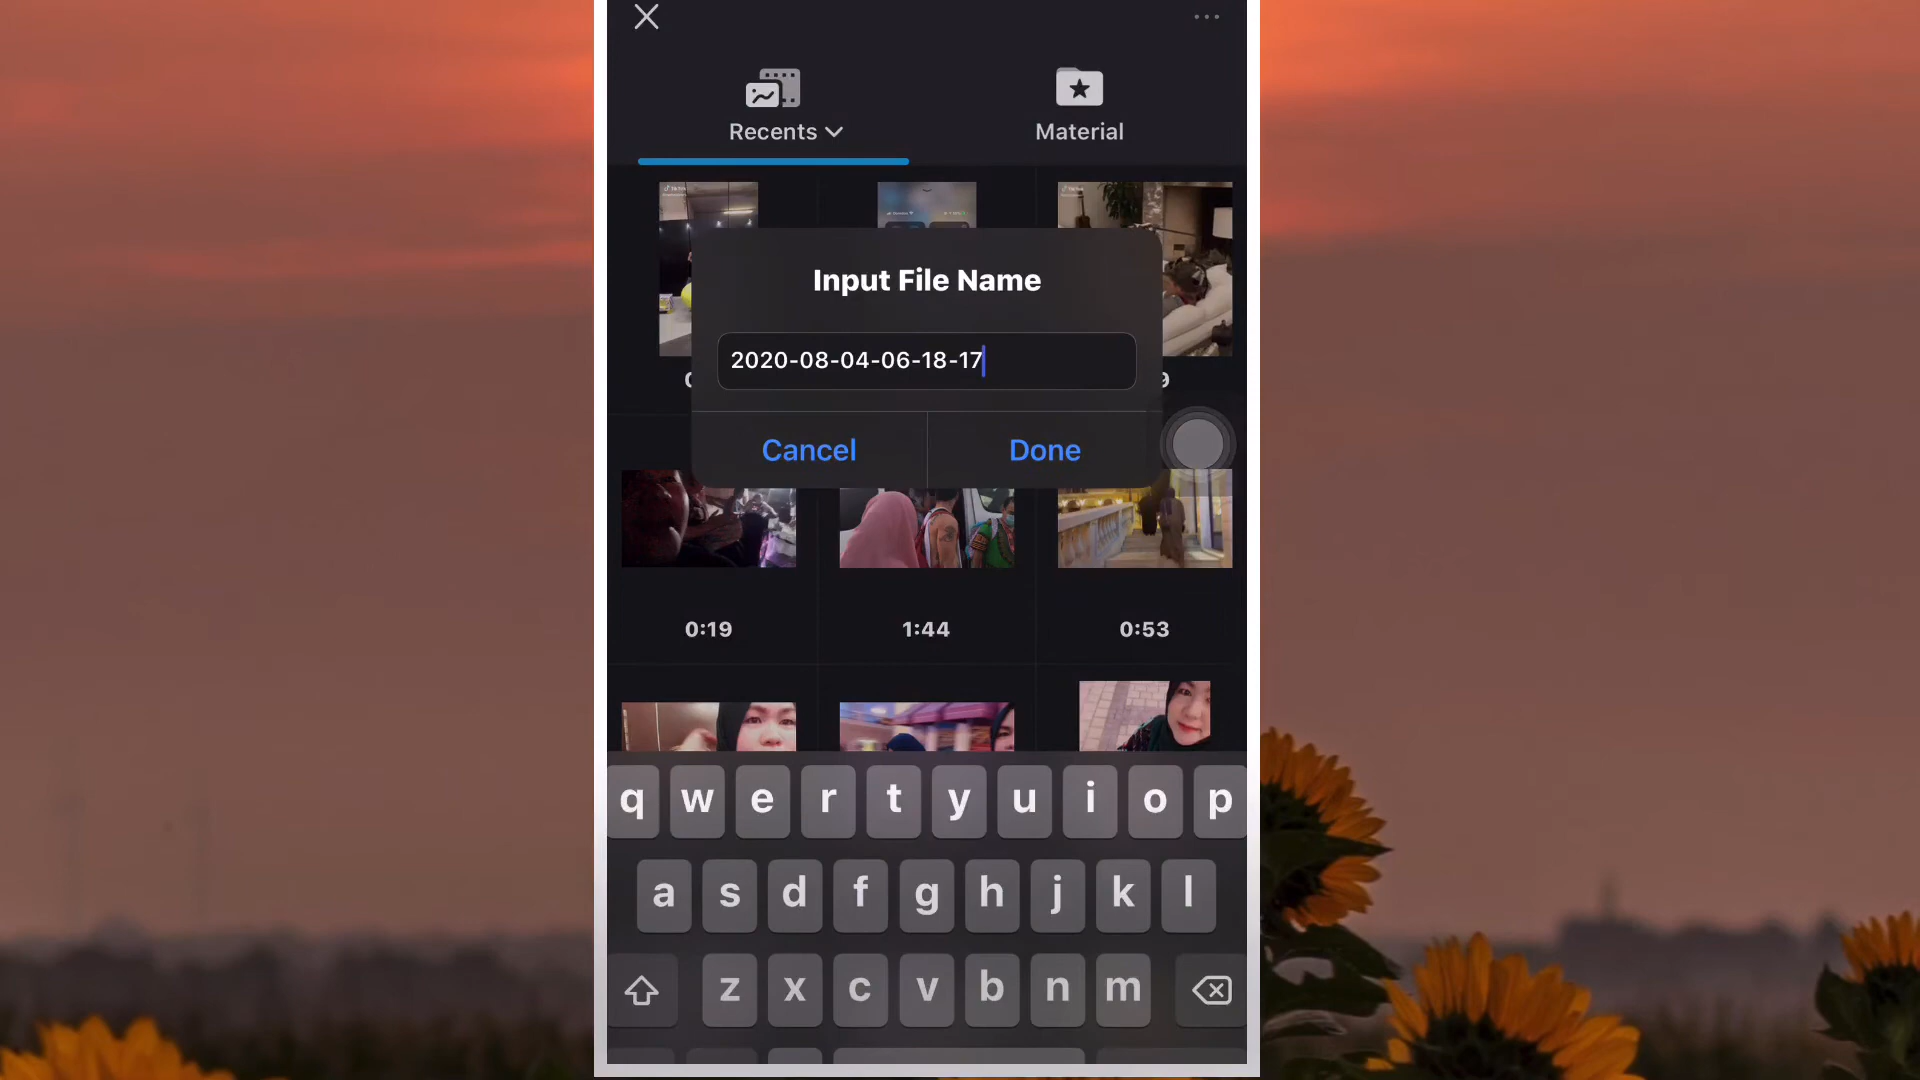 Recents
Material
Input File Name
2020-08-04-06-18-17
Cancel
Done
0:19
1:44
0:53
q w e r t y u i o p
a s d f g h j k l
z x c v b n m